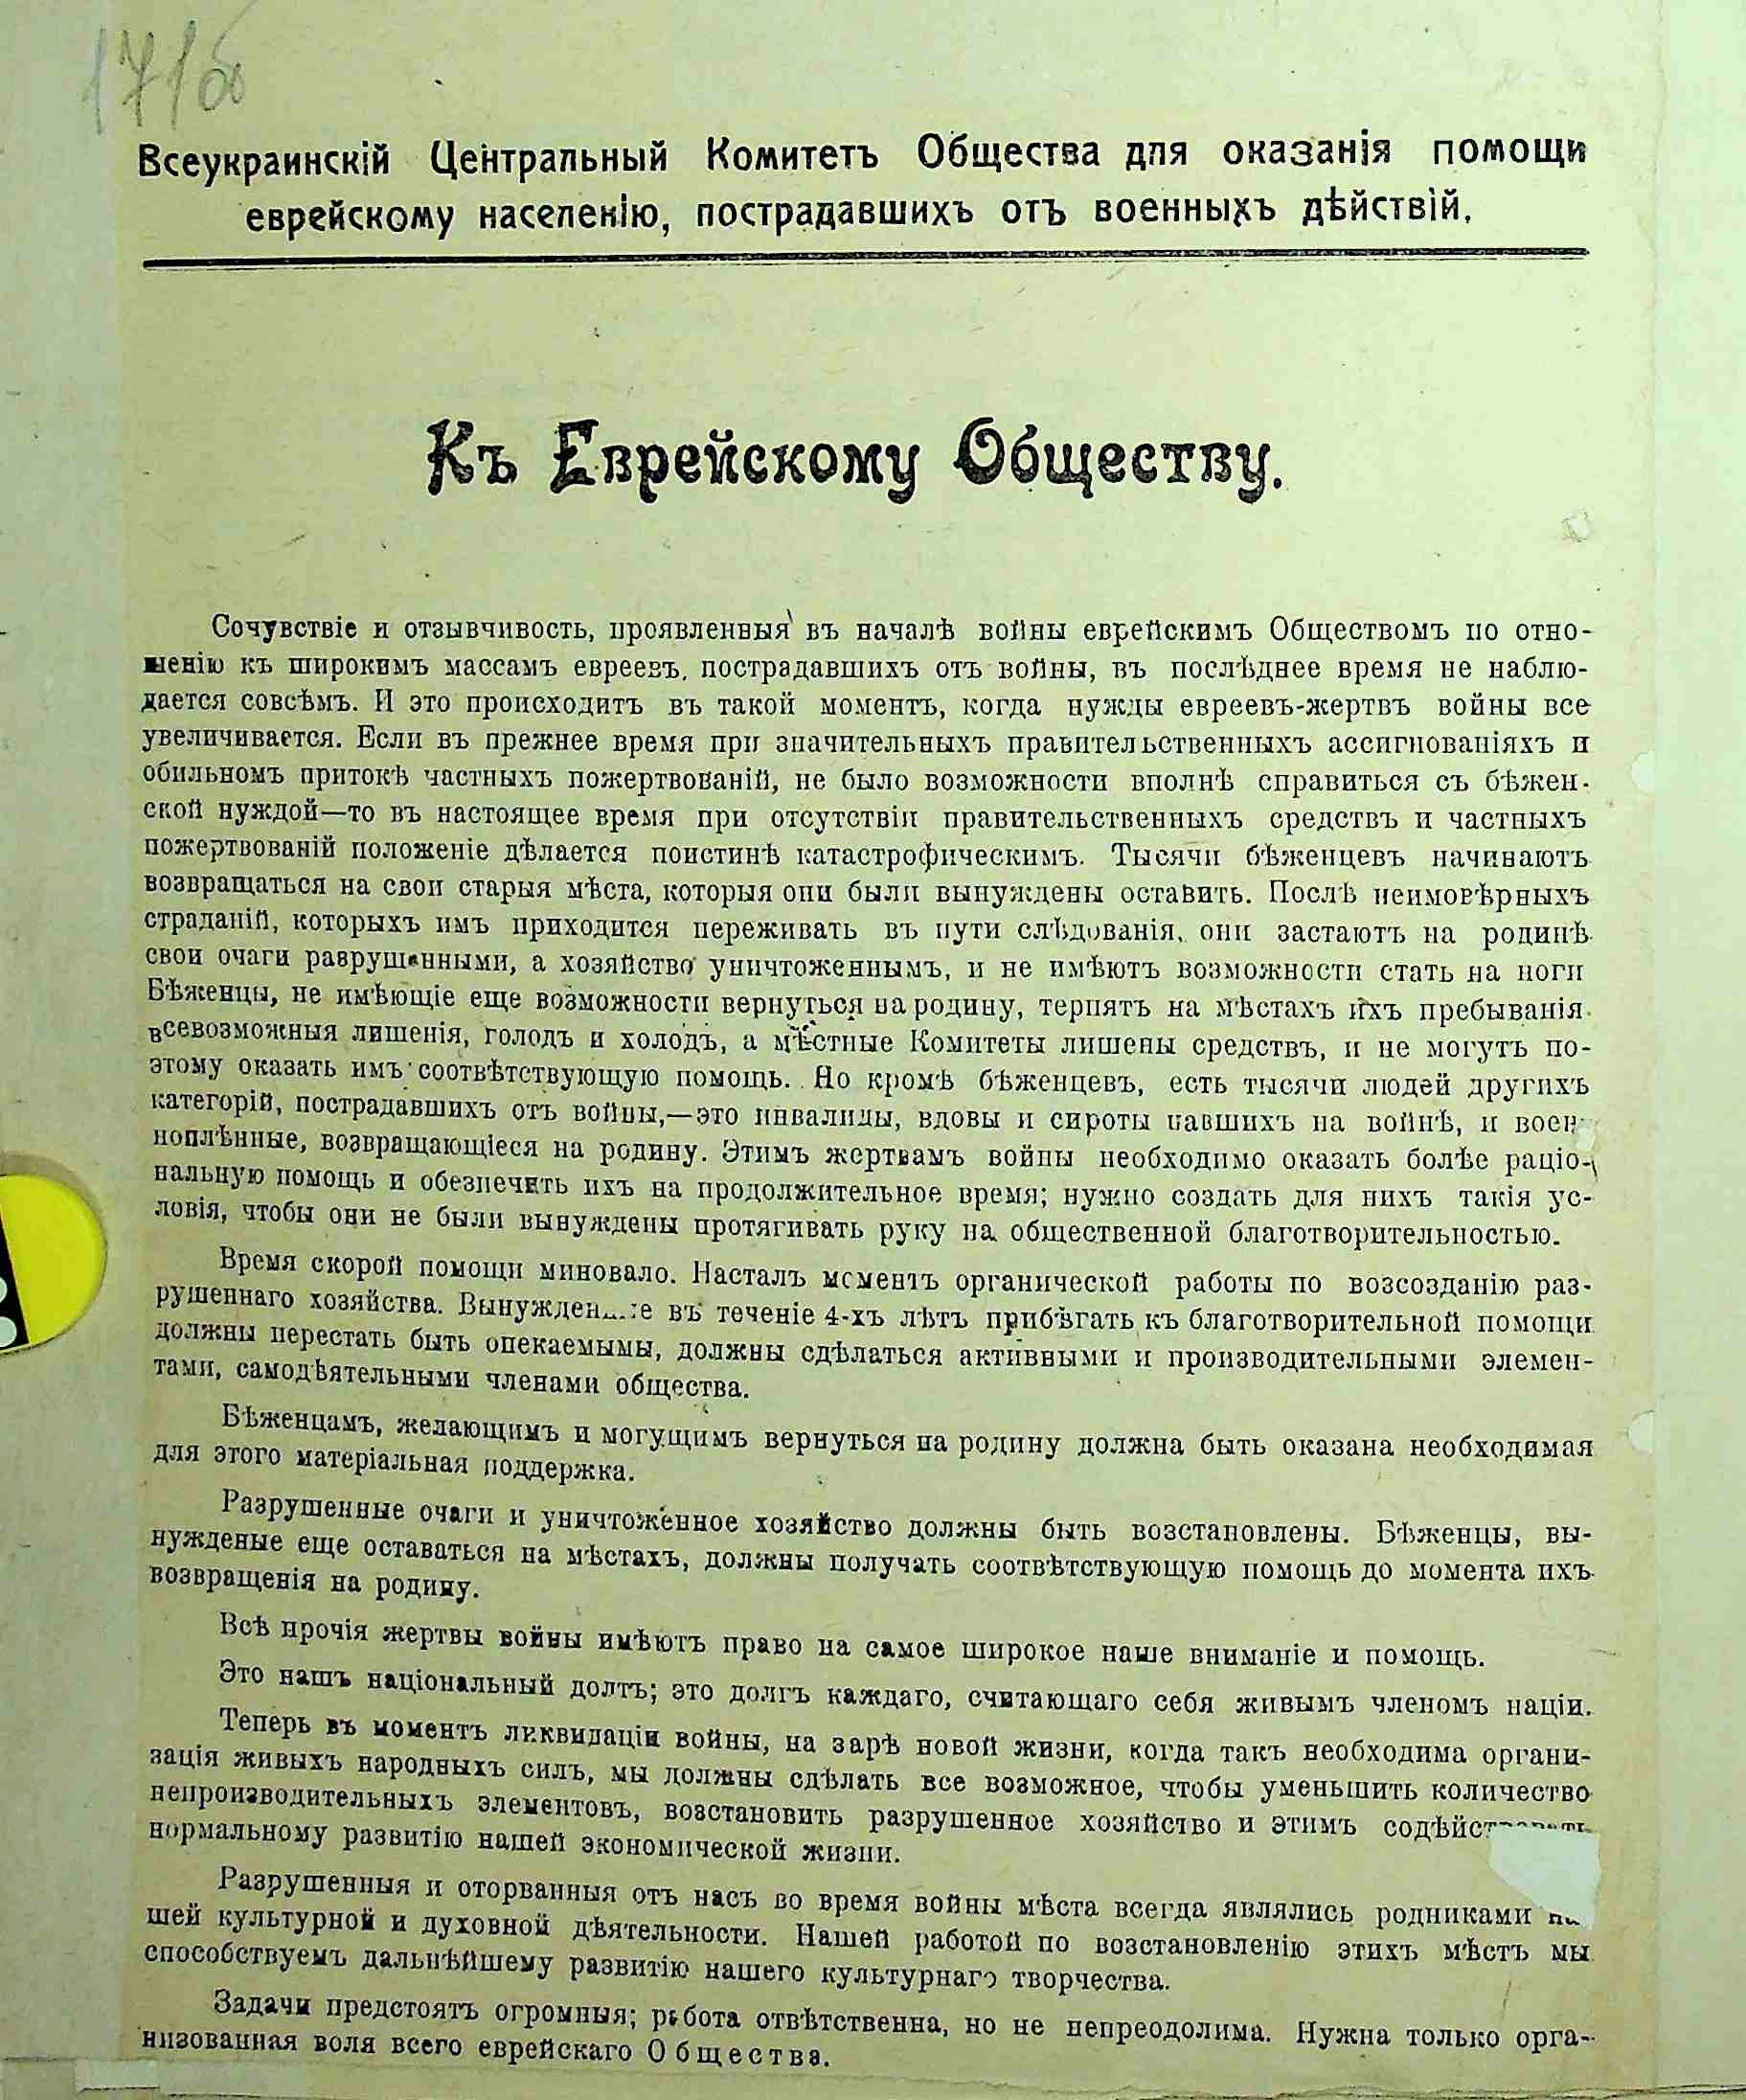 171б
Всеукраинскій Центральный Комитетъ Общества для оказанія помощи
еврейскому населенію, пострадавшихъ отъ военныхъ дѣйствій.
Къ Еврейскому Обществу.
Сочувствіе и отзывчивость, проявленныя въ началѣ войны еврейскимъ Обществомъ по отно-
шенію къ широкимъ массамъ евреевъ, пострадавшихъ отъ войны, въ послѣднее время не наблю-
дается совсѣмъ. И это происходитъ въ такой моментъ, когда нужды евреевъ-жертвъ войны все
увеличивается. Если въ прежнее время при значительныхъ правительственныхъ ассигнованіяхъ и
обильномъ притокѣ частныхъ пожертвованій, не было возможности вполнѣ справиться съ бѣжен-
ской нуждой—то въ настоящее время при отсутствіи правительственныхъ средствъ и частныхъ
пожертвованій положеніе дѣлается поистинѣ катастрофическимъ. Тысячи бѣженцевъ начинаютъ
возвращаться на свои старыя мѣста, которыя они были вынуждены оставить. Послѣ неимовѣрныхъ
страданій, которыхъ имъ приходится переживать въ пути слѣдованія, они застаютъ на родинѣ
свои очаги разрушенными, а хозяйство уничтоженнымъ, и не имѣютъ возможности стать на ноги
Бѣженцы, не имѣющіе еще возможности вернуться на родину, терпятъ на мѣстахъ ихъ пребыванія
всевозможныя лишенія, голодъ и холодъ, а мѣстные Комитеты лишены средствъ, и не могутъ по-
этому оказать имъ соотвѣтствующую помощь. Но кромѣ бѣженцевъ, есть тысячи людей другихъ
категорій, пострадавшихъ отъ войны,—это инвалиды, вдовы и сироты павшихъ на войнѣ, и воен-
ноплѣнные, возвращающіеся на родину. Этимъ жертвамъ войны необходимо оказать болѣе раціо-
нальную помощь и обезпечить ихъ на продолжительное время; нужно создать для нихъ такія ус-
ловія, чтобы они не были вынуждены протягивать руку на общественной благотворительностью.
Время скорой помощи миновало. Насталъ моментъ органической работы по возсозданію раз-
рушеннаго хозяйства. Вынужденные въ теченіе 4-хъ лѣтъ прибѣгать къ благотворительной помощи
должны перестать быть опекаемымы, должны сдѣлаться активными и производительными элемен-
тами, самодѣятельными членами общества.
Бѣженцамъ, желающимъ и могущимъ вернуться на родину должна быть оказана необходимая
для этого матеріальная поддержка.
Разрушенные очаги и уничтоженное хозяйство должны быть возстановлены. Бѣженцы, вы-
нужденые еще оставаться на мѣстахъ, должны получать соотвѣтствующую помощь до момента ихъ
возвращенія на родину.
Всѣ прочія жертвы войны имѣютъ право на самое широкое наше вниманіе и помощь.
Это нашъ національный долгъ; это долгъ каждаго, считающаго себя живымъ членомъ націи.
Теперь въ моментъ ликвидаціи войны, на зарѣ новой жизни, когда такъ необходима органи-
зація живыхъ народныхъ силъ, мы должны сдѣлать все возможное, чтобы уменьшить количество
непроизводительныхъ элементовъ, возстановить разрушенное хозяйство и этимъ содѣйствовать
нормальному развитію нашей экономической жизни.
Разрушенныя и оторванныя отъ насъ во время войны мѣста всегда являлись родниками на-
шей культурной и духовной дѣятельности. Нашей работой по возстановленію этихъ мѣстъ мы
способствуемъ дальнѣйшему развитію нашего культурнаго творчества.
Задачи предстоятъ огромныя; работа отвѣтственна, но не непреодолима. Нужна только орга-
низованная воля всего еврейскаго Общества.